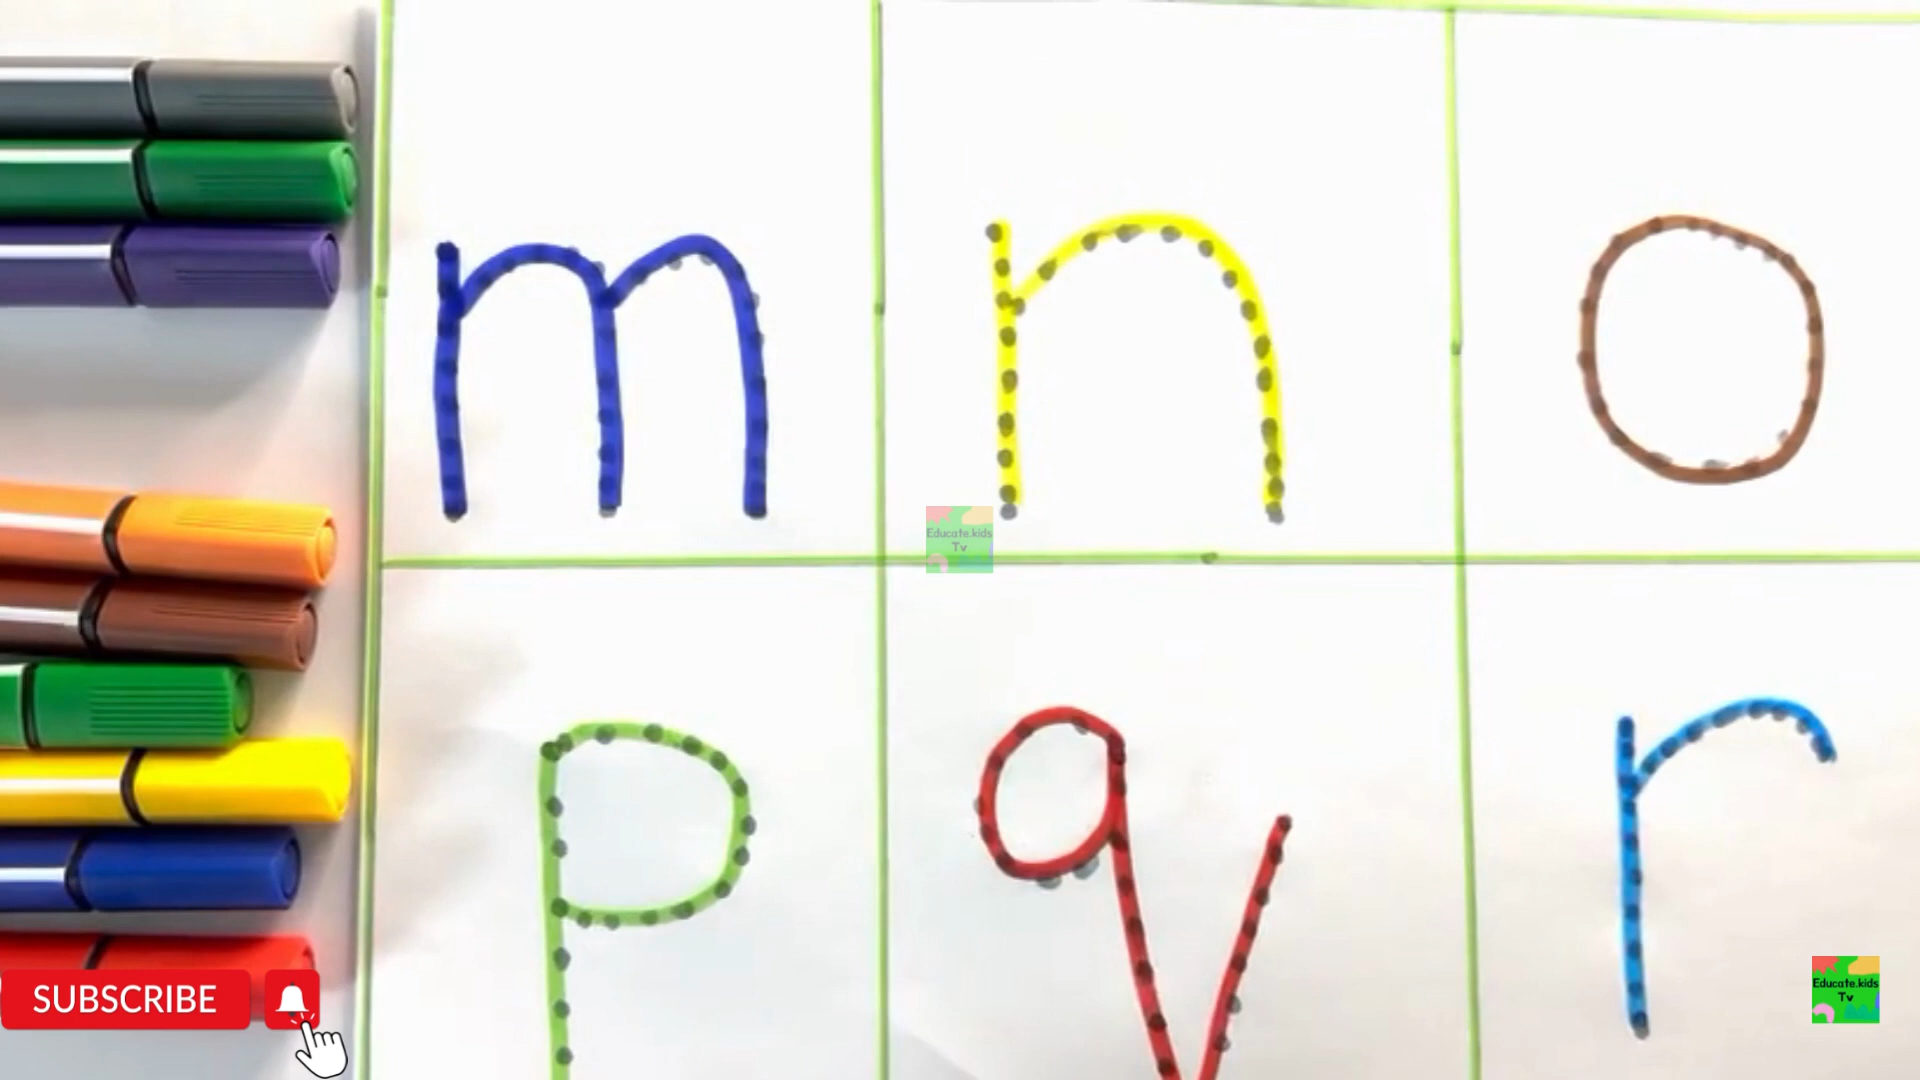 m n o
Educate.kids
Tv
p q r
Educate.kids
Tv
SUBSCRIBE